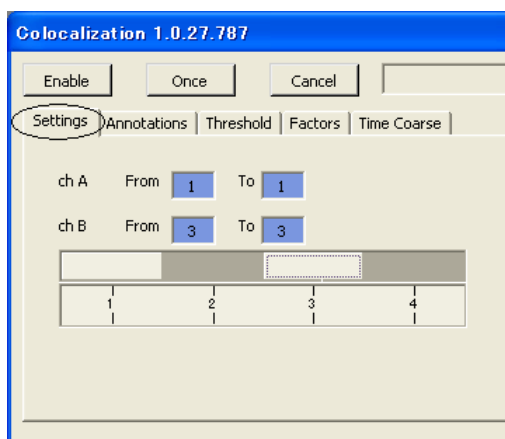 Colocalization 1.0.27.787
Enable Once Cancel
Settings Annotations Threshold Factors Time Coarse
ch A From 1 To 1
ch B From 3 To 3
1 2 3 4